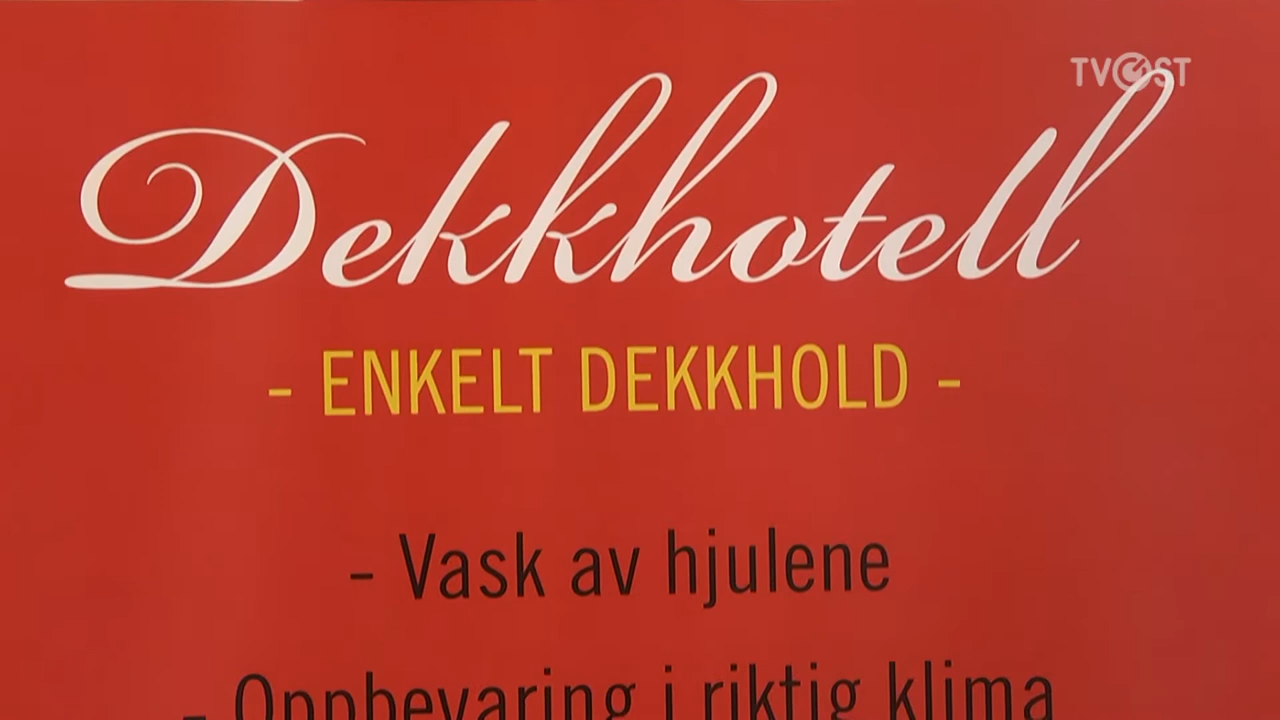 TVØST
Dekkhotell
- ENKELT DEKKHOLD -
- Vask av hjulene
- Oppbevaring i riktig klima